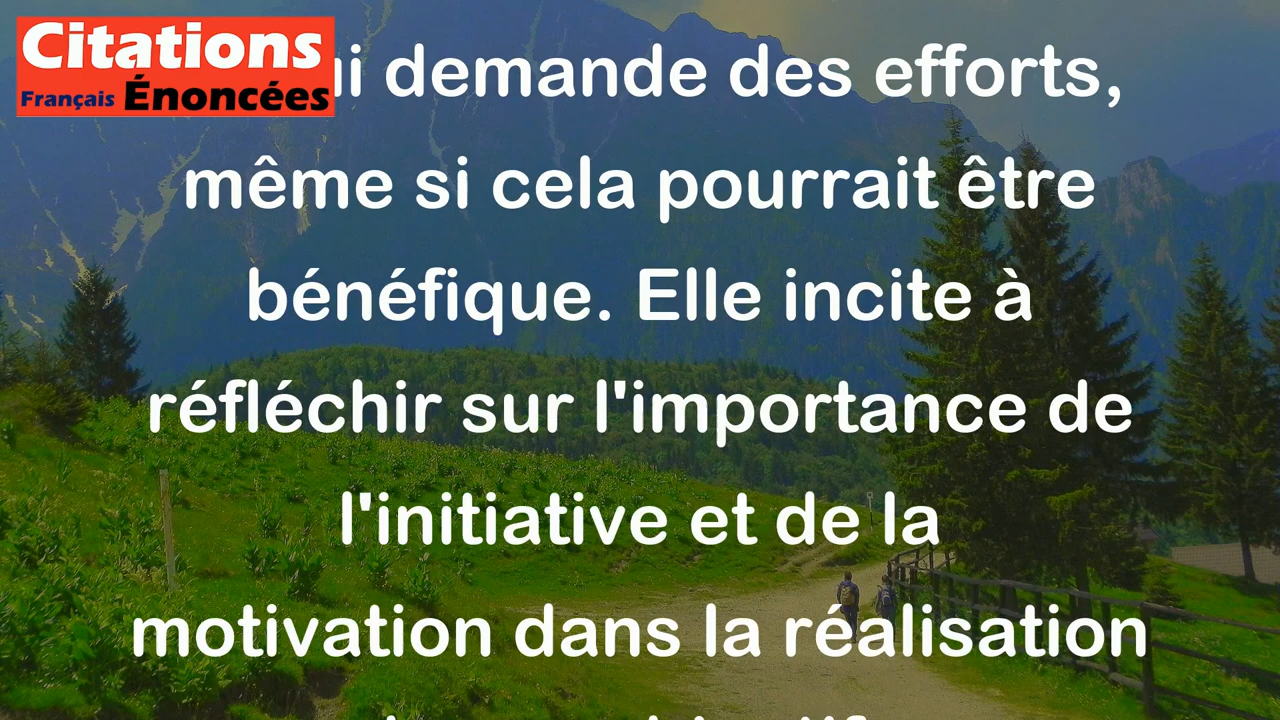 Citations
Français Énoncées
demande des efforts,
même si cela pourrait être
bénéfique. Elle incite à
réfléchir sur l'importance de
l'initiative et de la
motivation dans la réalisation